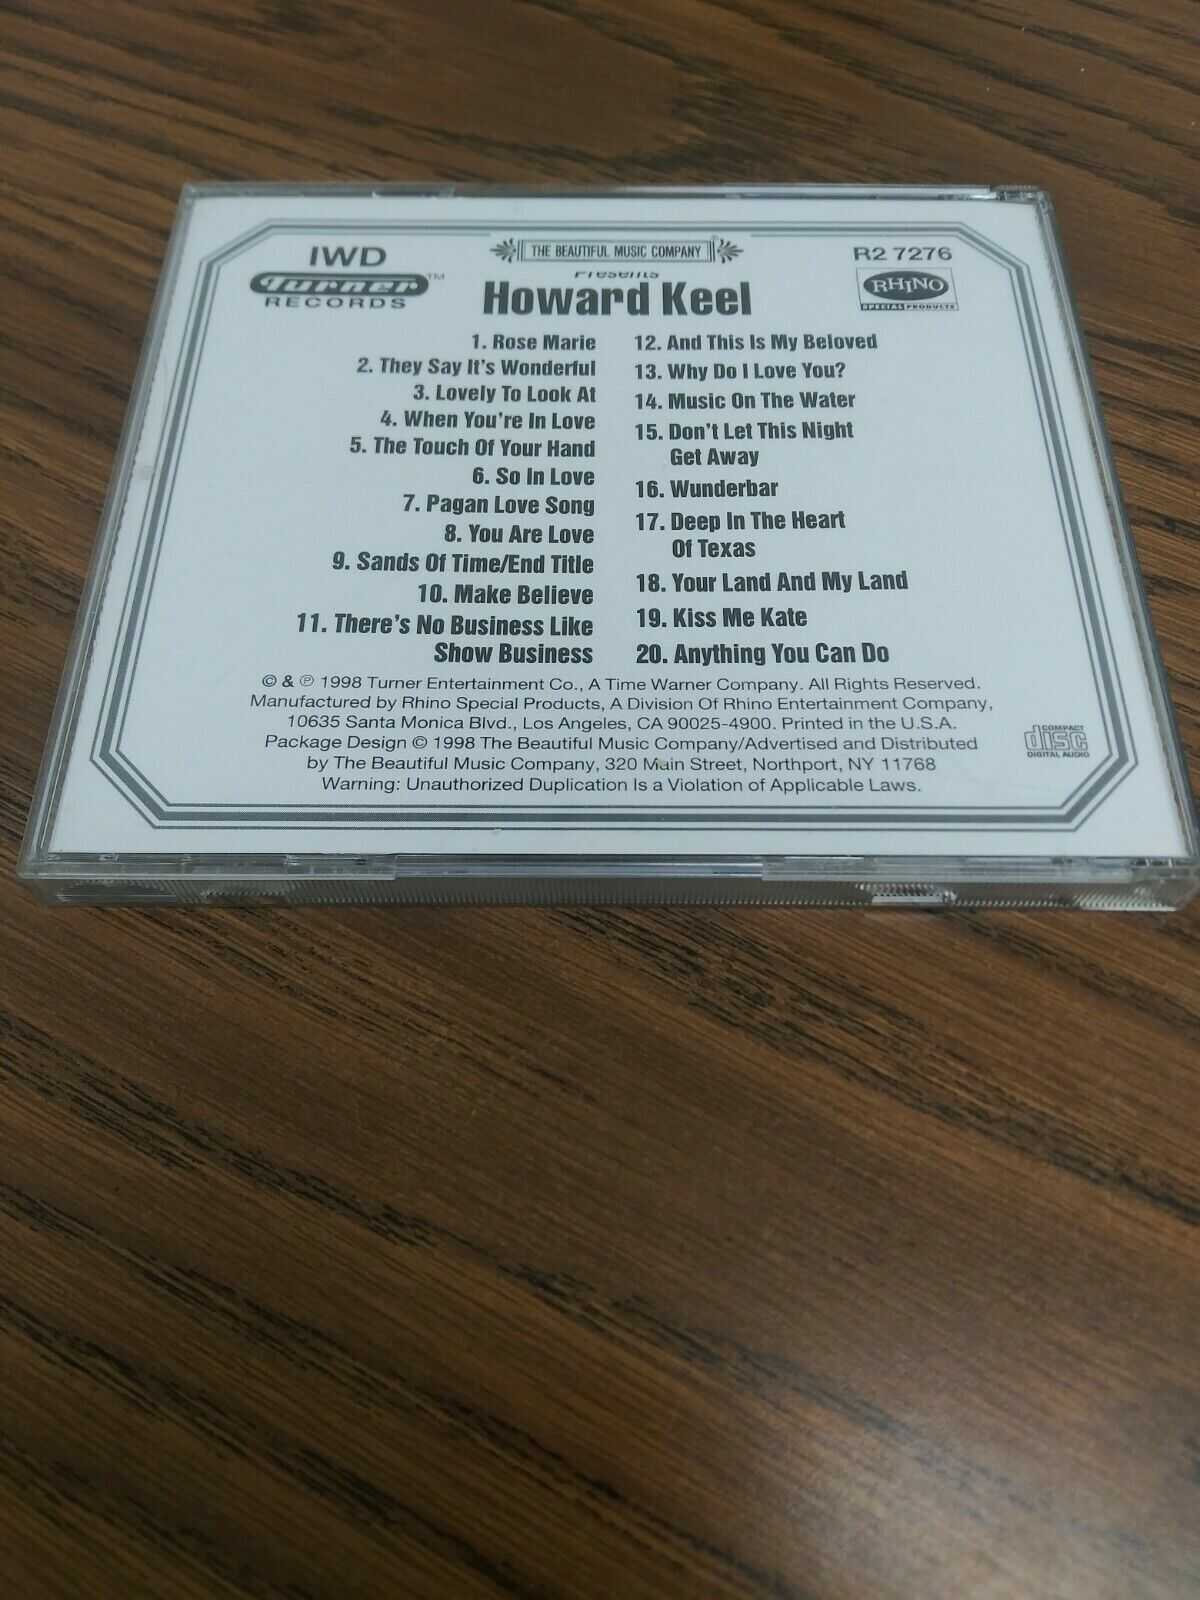 IWD
Turner™
RECORDS
THE BEAUTIFUL MUSIC COMPANY®
Presents
Howard Keel
R2 7276
RHINO
SPECIAL PRODUCTS
1. Rose Marie
2. They Say It's Wonderful
3. Lovely To Look At
4. When You're In Love
5. The Touch Of Your Hand
6. So In Love
7. Pagan Love Song
8. You Are Love
9. Sands Of Time/End Title
10. Make Believe
11. There's No Business Like
Show Business
12. And This Is My Beloved
13. Why Do I Love You?
14. Music On The Water
15. Don't Let This Night
Get Away
16. Wunderbar
17. Deep In The Heart
Of Texas
18. Your Land And My Land
19. Kiss Me Kate
20. Anything You Can Do
© & ℗ 1998 Turner Entertainment Co., A Time Warner Company. All Rights Reserved.
Manufactured by Rhino Special Products, A Division Of Rhino Entertainment Company,
10635 Santa Monica Blvd., Los Angeles, CA 90025-4900. Printed in the U.S.A.
Package Design © 1998 The Beautiful Music Company/Advertised and Distributed
by The Beautiful Music Company, 320 Main Street, Northport, NY 11768
Warning: Unauthorized Duplication Is a Violation of Applicable Laws.
COMPACT
disc
DIGITAL AUDIO